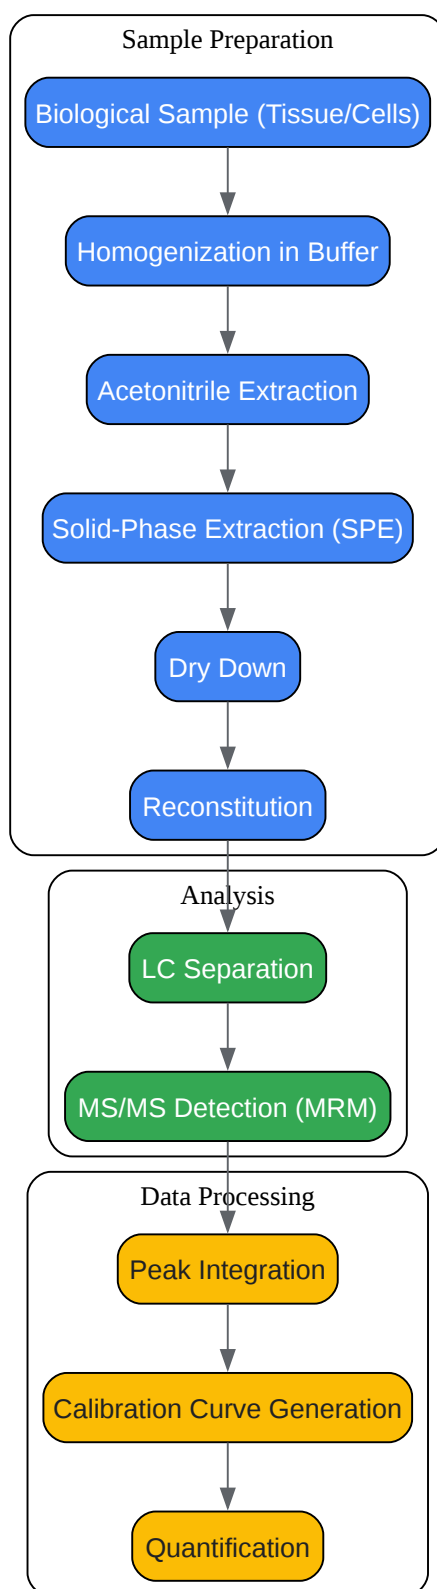 Sample Preparation
Biological Sample (Tissue/Cells)
Homogenization in Buffer
Acetonitrile Extraction
Solid-Phase Extraction (SPE)
Dry Down
Reconstitution
Analysis
LC Separation
MS/MS Detection (MRM)
Data Processing
Peak Integration
Calibration Curve Generation
Quantification